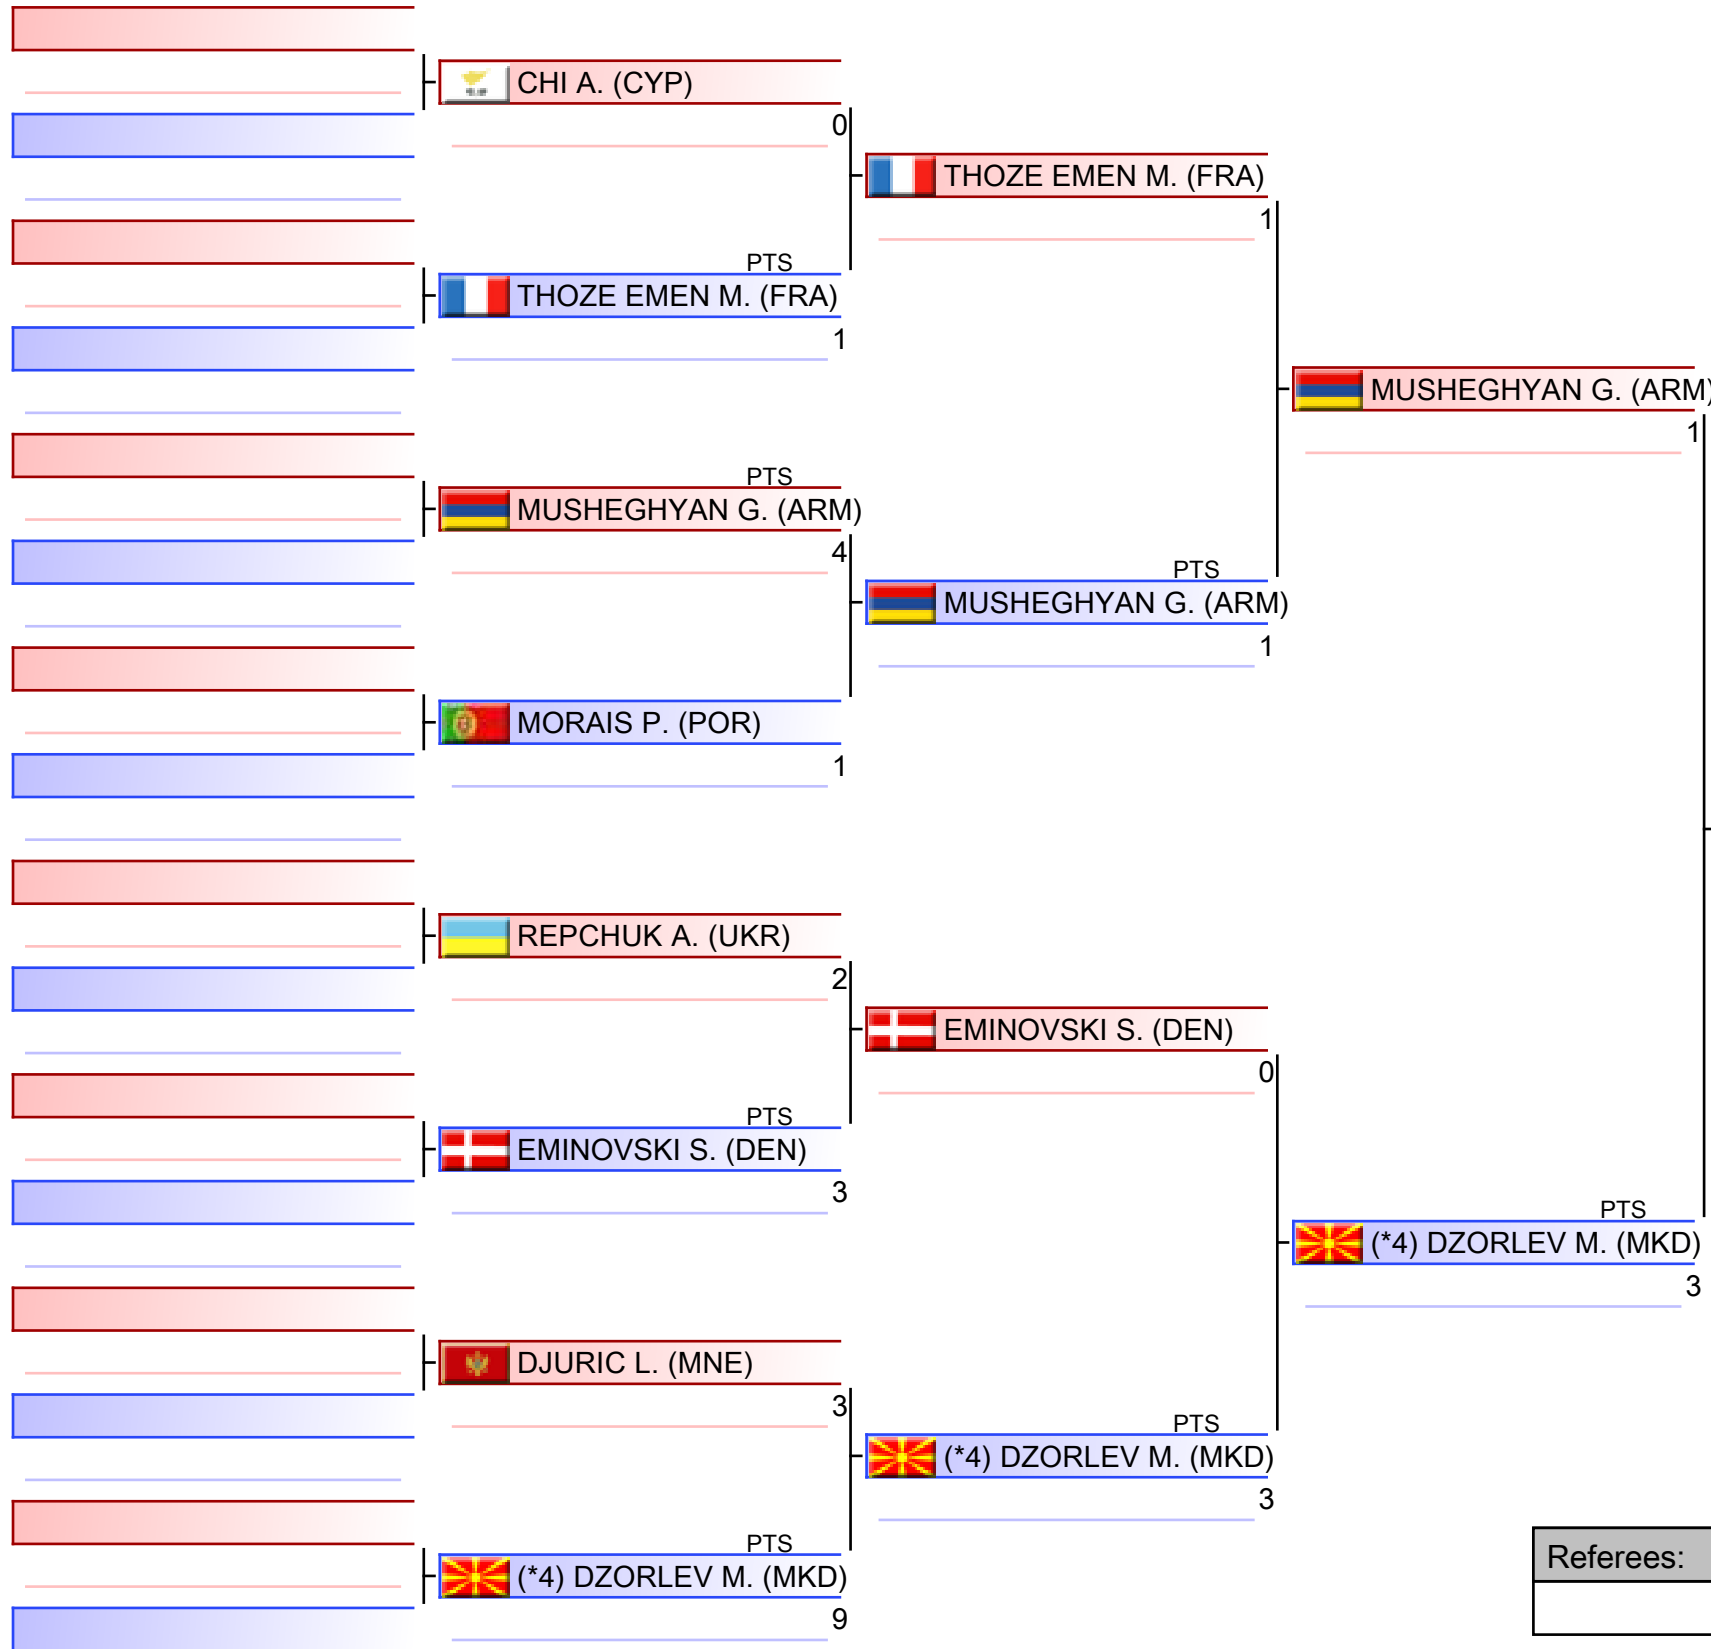 CHI A. (CYP)
0
THOZE EMEN M. (FRA)
1
PTS
THOZE EMEN M. (FRA)
1
MUSHEGHYAN G. (ARM)
1
PTS
MUSHEGHYAN G. (ARM)
4
PTS
MUSHEGHYAN G. (ARM)
1
MORAIS P. (POR)
1
REPCHUK A. (UKR)
2
EMINOVSKI S. (DEN)
0
PTS
EMINOVSKI S. (DEN)
3
PTS
(*4) DZORLEV M. (MKD)
3
DJURIC L. (MNE)
3
PTS
(*4) DZORLEV M. (MKD)
3
PTS
(*4) DZORLEV M. (MKD)
9
Referees: